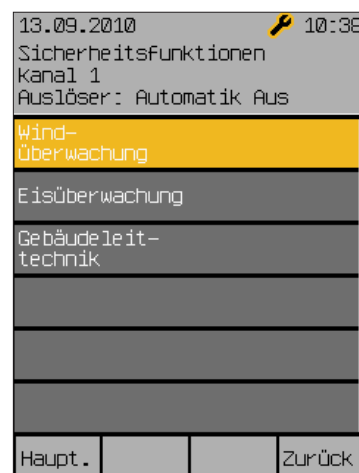 13.09.2010 10:38
Sicherheitsfunktionen
Kanal 1
Auslöser: Automatik Aus
Wind-
überwachung
Eisüberwachung
Gebäudeleit-
technik
Haupt. Zurück